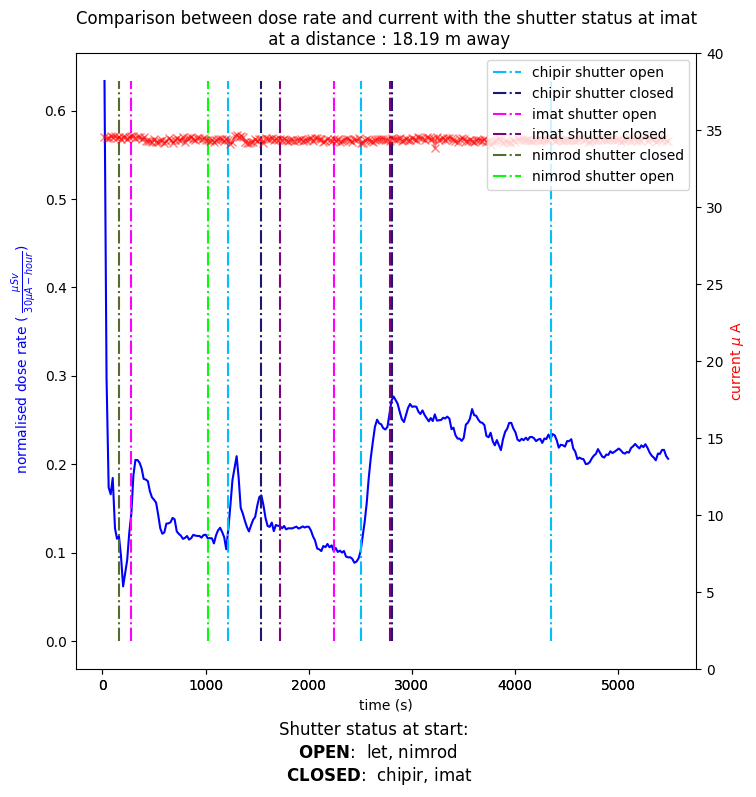 Comparison between dose rate and current with the shutter status at imat
at a distance : 18.19 m away
chipir shutter open
chipir shutter closed
imat shutter open
imat shutter closed
nimrod shutter closed
nimrod shutter open
normalised dose rate ( μSv / 30μA − hour )
0.6
0.5
0.4
0.3
0.2
0.1
0.0
40
35
30
25
20
15
10
5
0
current μ A
0 1000 2000 3000 4000 5000
time (s)
Shutter status at start:
OPEN: let, nimrod
CLOSED: chipir, imat